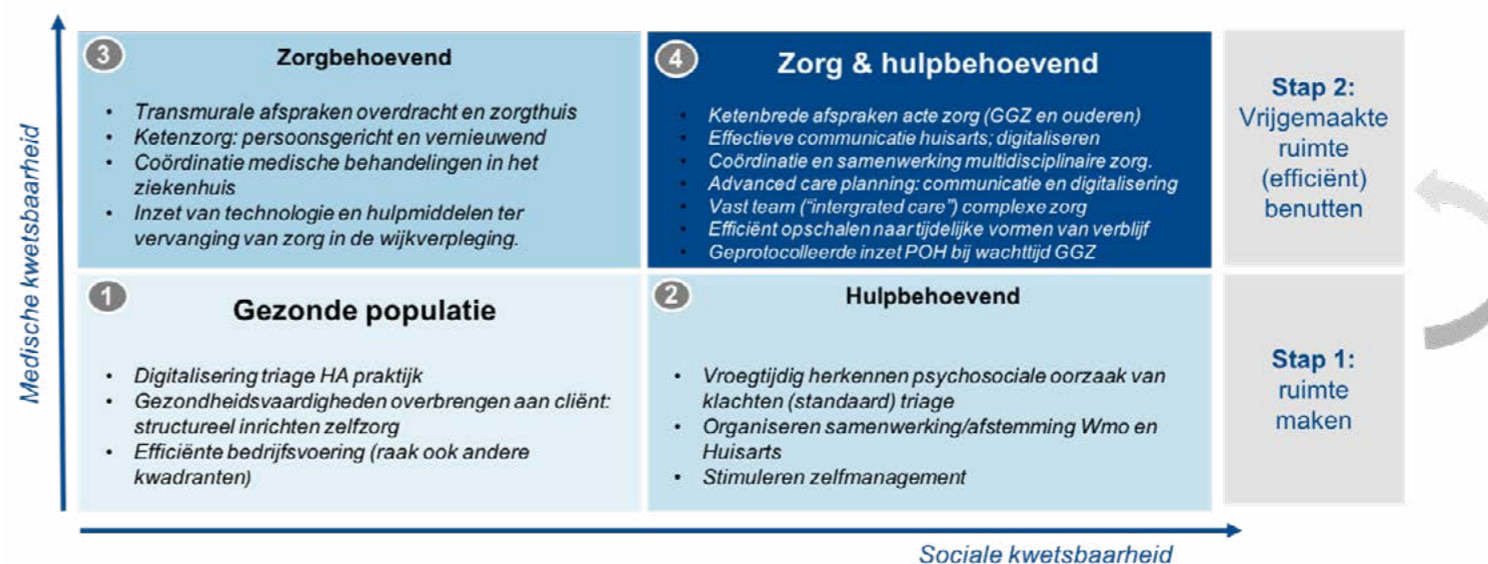 Medische kwetsbaarheid
3
Zorgbehoevend
• Transmurale afspraken overdracht en zorgthuis
• Ketenzorg: persoonsgericht en vernieuwend
• Coördinatie medische behandelingen in het
ziekenhuis
• Inzet van technologie en hulpmiddelen ter
vervanging van zorg in de wijkverpleging.
4
Zorg & hulpbehoevend
• Ketenbrede afspraken acte zorg (GGZ en ouderen)
• Effectieve communicatie huisarts; digitaliseren
• Coördinatie en samenwerking multidisciplinaire zorg.
• Advanced care planning: communicatie en digitalisering
• Vast team (“intergrated care”) complexe zorg
• Efficiënt opschalen naar tijdelijke vormen van verblijf
• Geprotocolleerde inzet POH bij wachttijd GGZ
Stap 2:
Vrijgemaakte
ruimte
(efficiënt)
benutten
1
Gezonde populatie
• Digitalisering triage HA praktijk
• Gezondheidsvaardigheden overbrengen aan cliënt:
structureel inrichten zelfzorg
• Efficiënte bedrijfsvoering (raak ook andere
kwadranten)
2
Hulpbehoevend
• Vroegtijdig herkennen psychosociale oorzaak van
klachten (standaard) triage
• Organiseren samenwerking/afstemming Wmo en
Huisarts
• Stimuleren zelfmanagement
Stap 1:
ruimte
maken
Sociale kwetsbaarheid